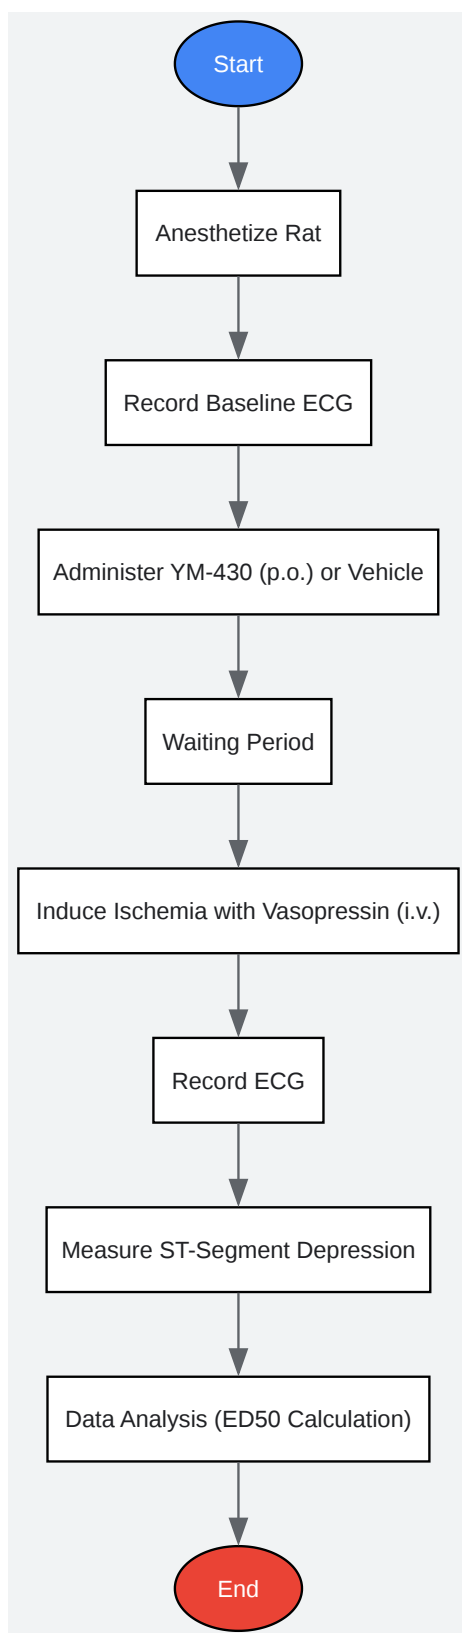 Start
Anesthetize Rat
Record Baseline ECG
Administer YM-430 (p.o.) or Vehicle
Waiting Period
Induce Ischemia with Vasopressin (i.v.)
Record ECG
Measure ST-Segment Depression
Data Analysis (ED50 Calculation)
End